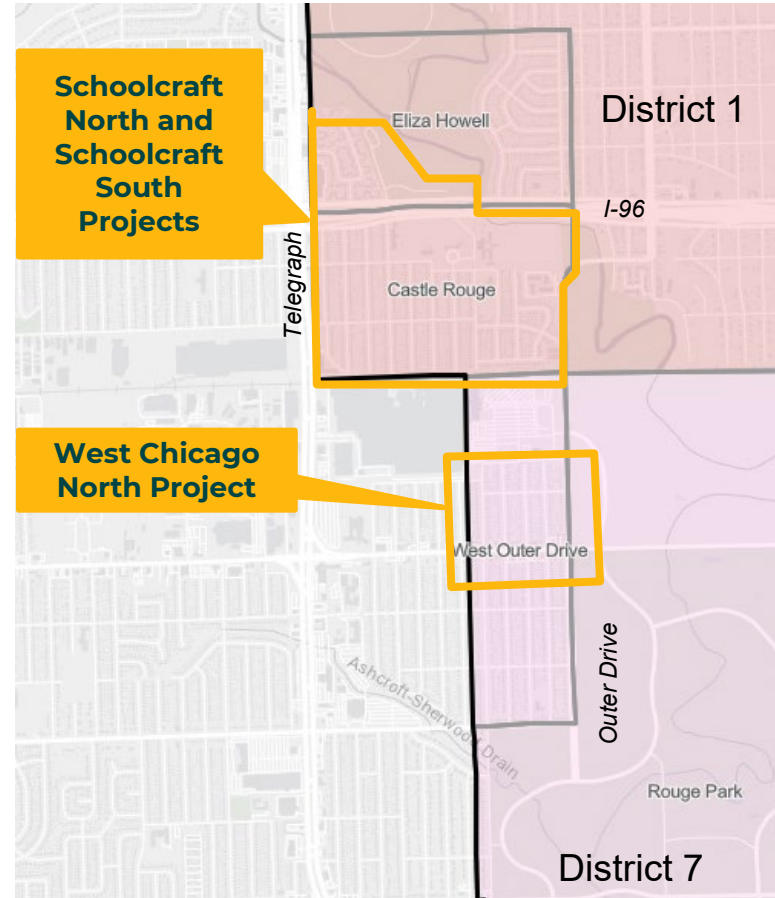 Schoolcraft
North and
Schoolcraft
South
Projects
Eliza Howell
District 1
I-96
Telegraph
Castle Rouge
West Chicago
North Project
West Outer Drive
Outer Drive
Ashcroft-Sherwood Drain
Rouge Park
District 7